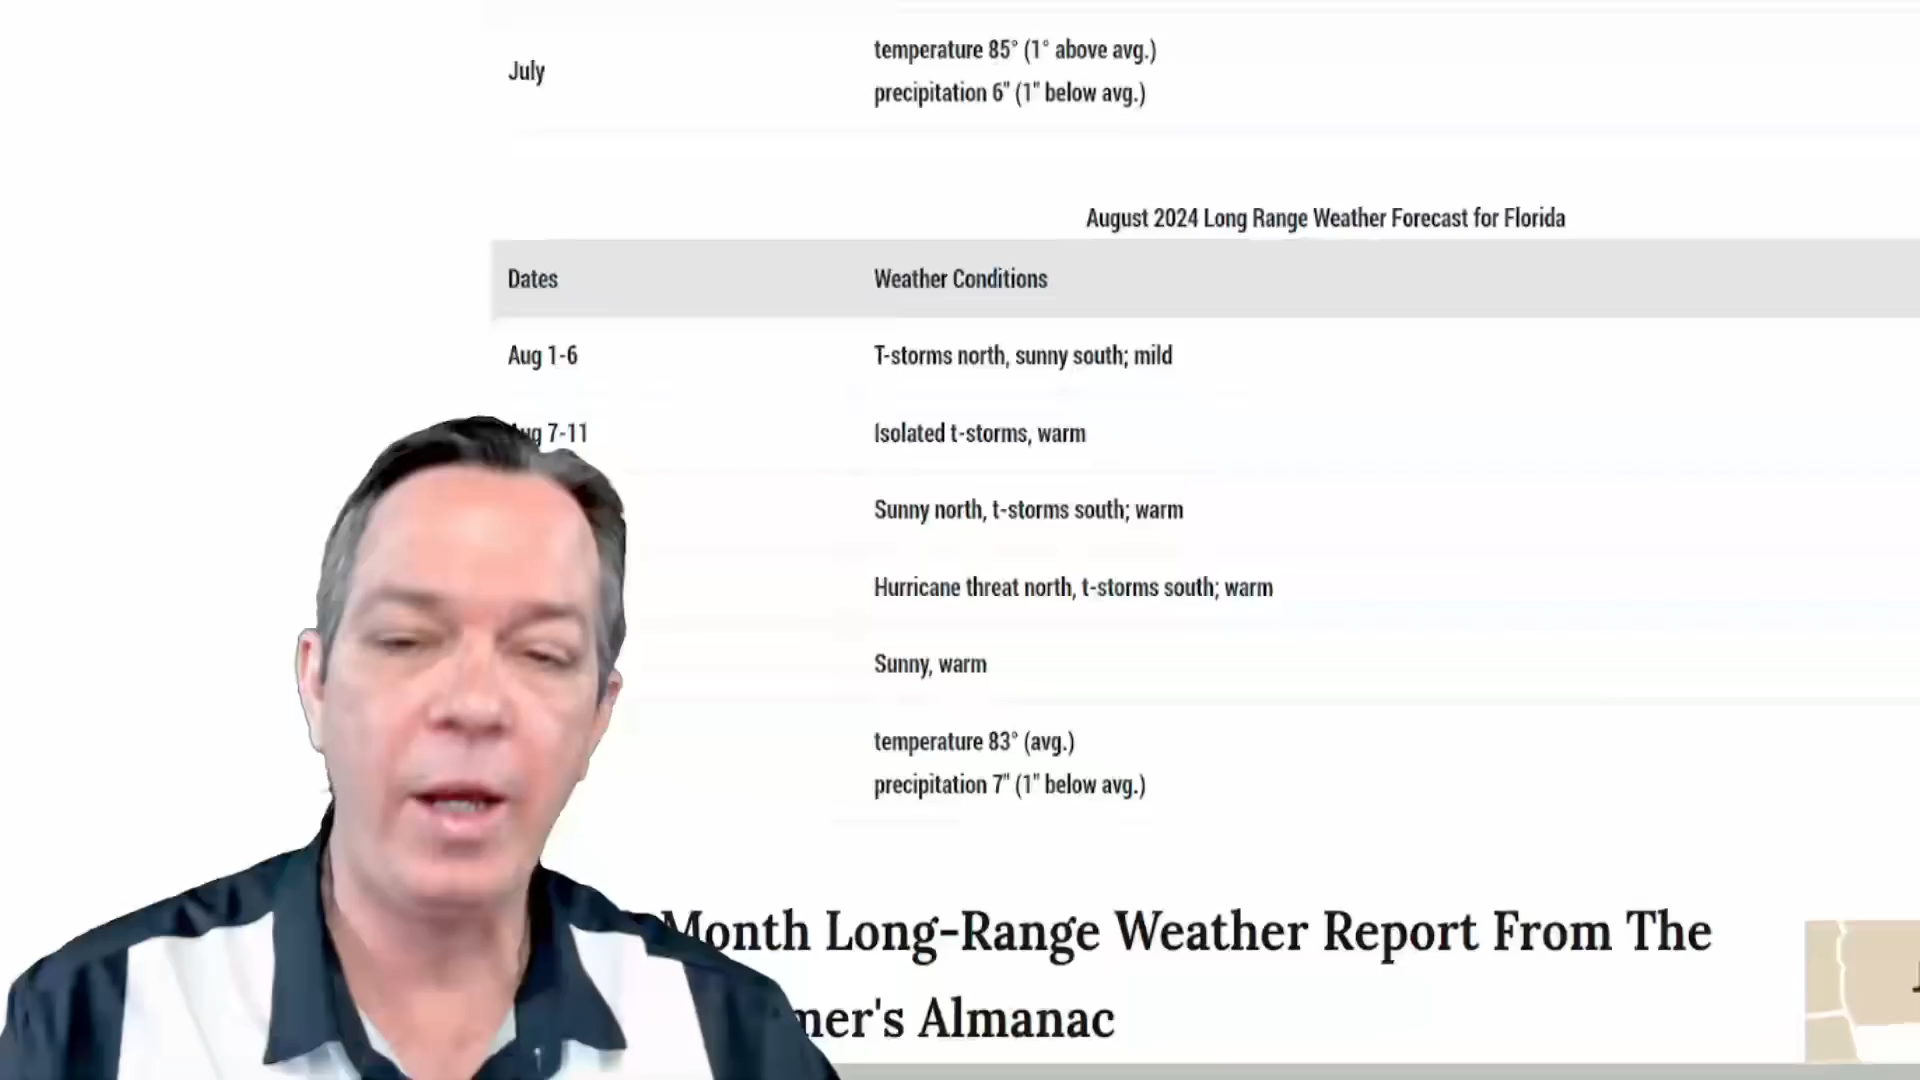 July
temperature 85° (1° above avg.)
precipitation 6" (1" below avg.)
August 2024 Long Range Weather Forecast for Florida
Dates Weather Conditions
Aug 1-6 T-storms north, sunny south; mild
Aug 7-11 Isolated t-storms, warm
Sunny north, t-storms south; warm
Hurricane threat north, t-storms south; warm
Sunny, warm
temperature 83° (avg.)
precipitation 7" (1" below avg.)
Month Long-Range Weather Report From The
mer's Almanac